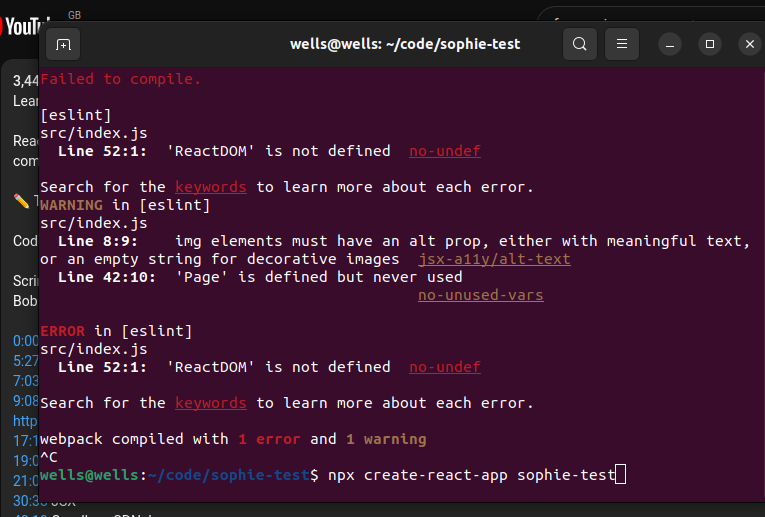 YouTu
GB
wells@wells: ~/code/sophie-test
3,44
Lear
Rea
com
✏️ T
Cod
Scri
Bob
0:00
5:27
7:03
9:08
http
17:1
19:0
21:0
30:3
Failed to compile.
[eslint]
src/index.js
Line 52:1: 'ReactDOM' is not defined no-undef
Search for the keywords to learn more about each error.
WARNING in [eslint]
src/index.js
Line 8:9: img elements must have an alt prop, either with meaningful text,
or an empty string for decorative images jsx-a11y/alt-text
Line 42:10: 'Page' is defined but never used
no-unused-vars
ERROR in [eslint]
src/index.js
Line 52:1: 'ReactDOM' is not defined no-undef
Search for the keywords to learn more about each error.
webpack compiled with 1 error and 1 warning
^C
wells@wells:~/code/sophie-test$ npx create-react-app sophie-test